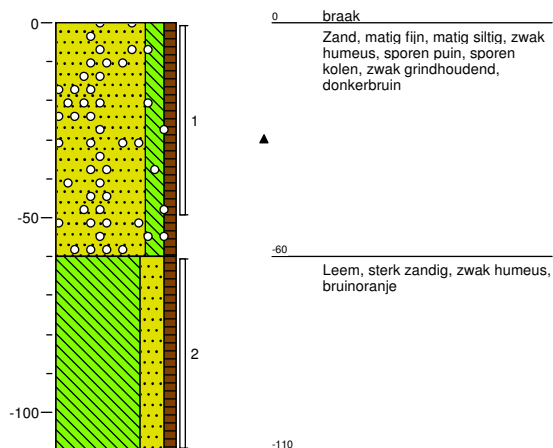 0
0
braak
Zand, matig fijn, matig siltig, zwak
humeus, sporen puin, sporen
kolen, zwak grindhoudend,
donkerbruin
1
-50
-60
Leem, sterk zandig, zwak humeus,
bruinoranje
2
-100
-110